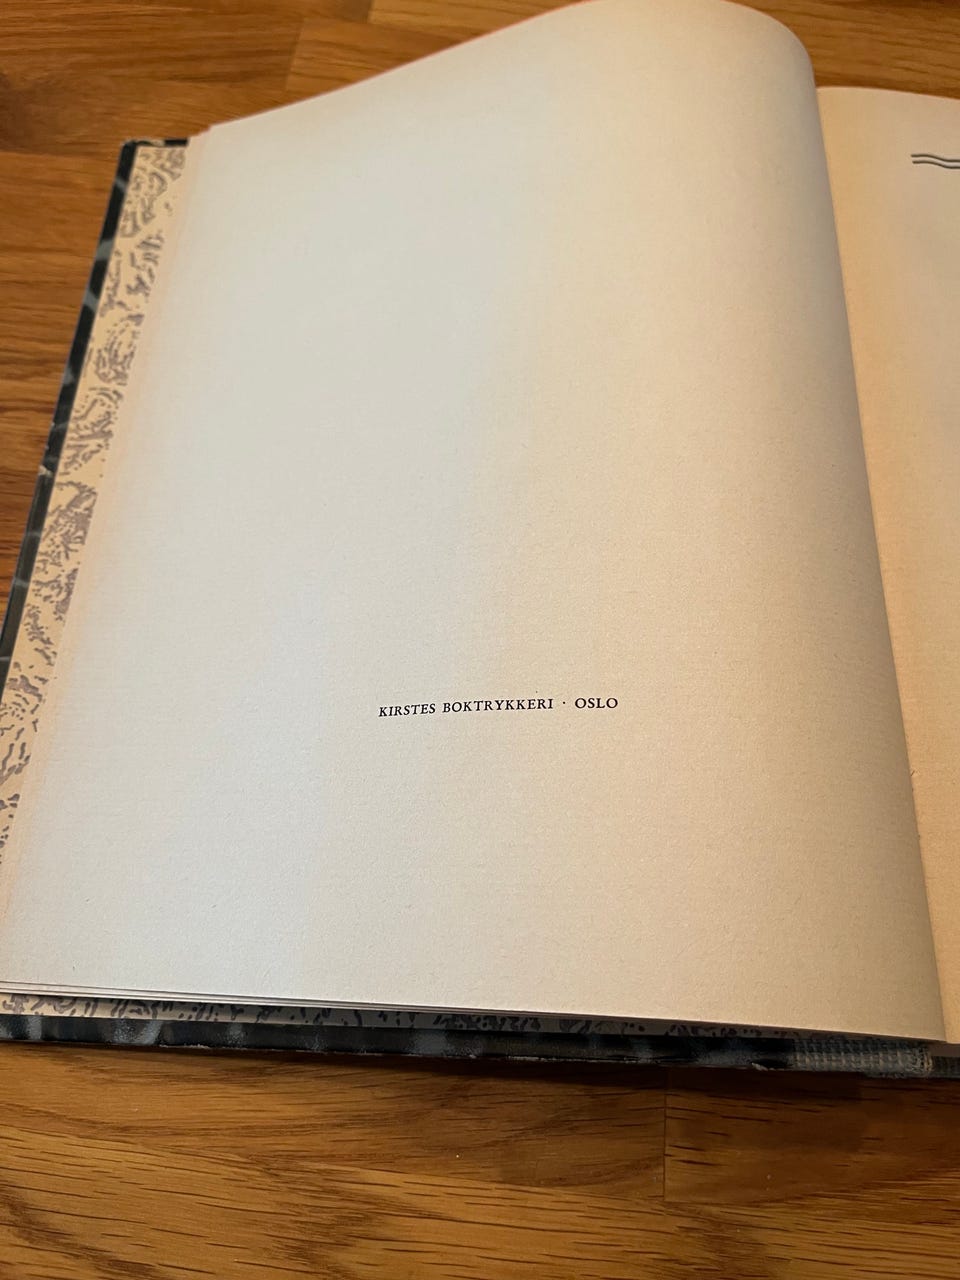 KIRSTES BOKTRYKKERI · OSLO